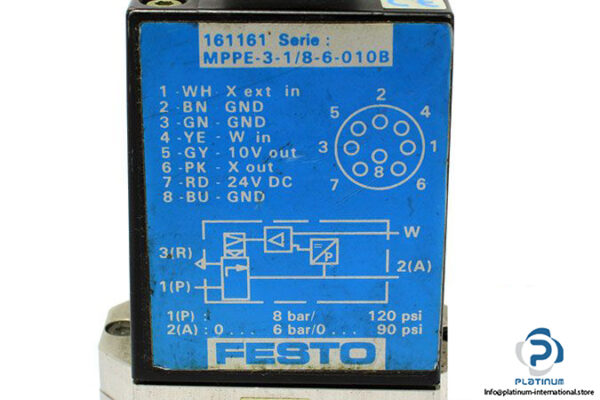 161161 Serie :
MPPE-3-1/8-6-010B
1 - WH - X ext in
2 - BN - GND
3 - GN - GND
4 - YE - W in
5 - GY - 10V out
6 - PK - X out
7 - RD - 24V DC
8 - BU - GND
2
5 4
3 1
8
7 6
W
3(R)
2(A)
1(P)
= P
1(P) : 8 bar/ 120 psi
2(A) : 0 . . . 6 bar/0 . . . 90 psi
FESTO
PLATINUM
Info@platinum-international.store